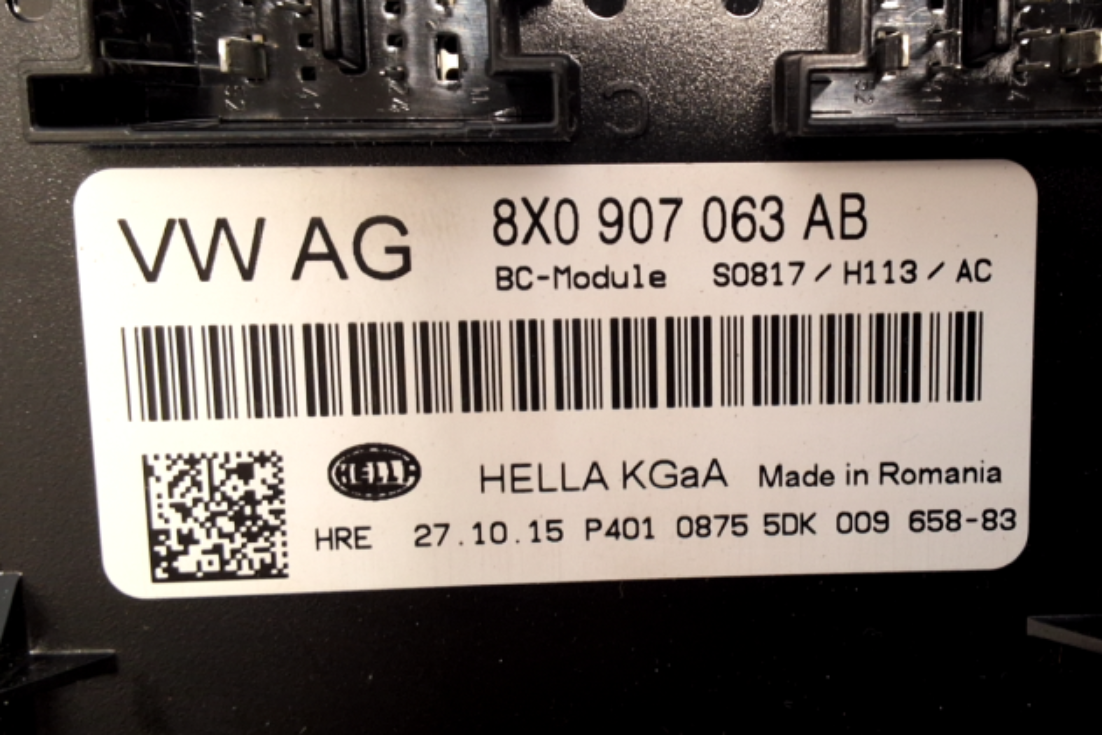 VW AG 8X0 907 063 AB
BC-Module S0817/H113/AC
HELLA HELLA KGaA Made in Romania
HRE 27.10.15 P401 0875 5DK 009 658-83